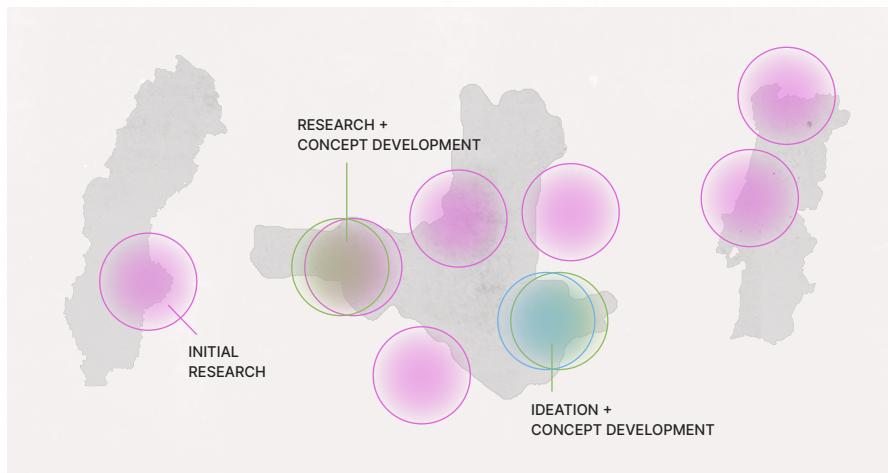 RESEARCH +
CONCEPT DEVELOPMENT
INITIAL
RESEARCH
IDEATION +
CONCEPT DEVELOPMENT